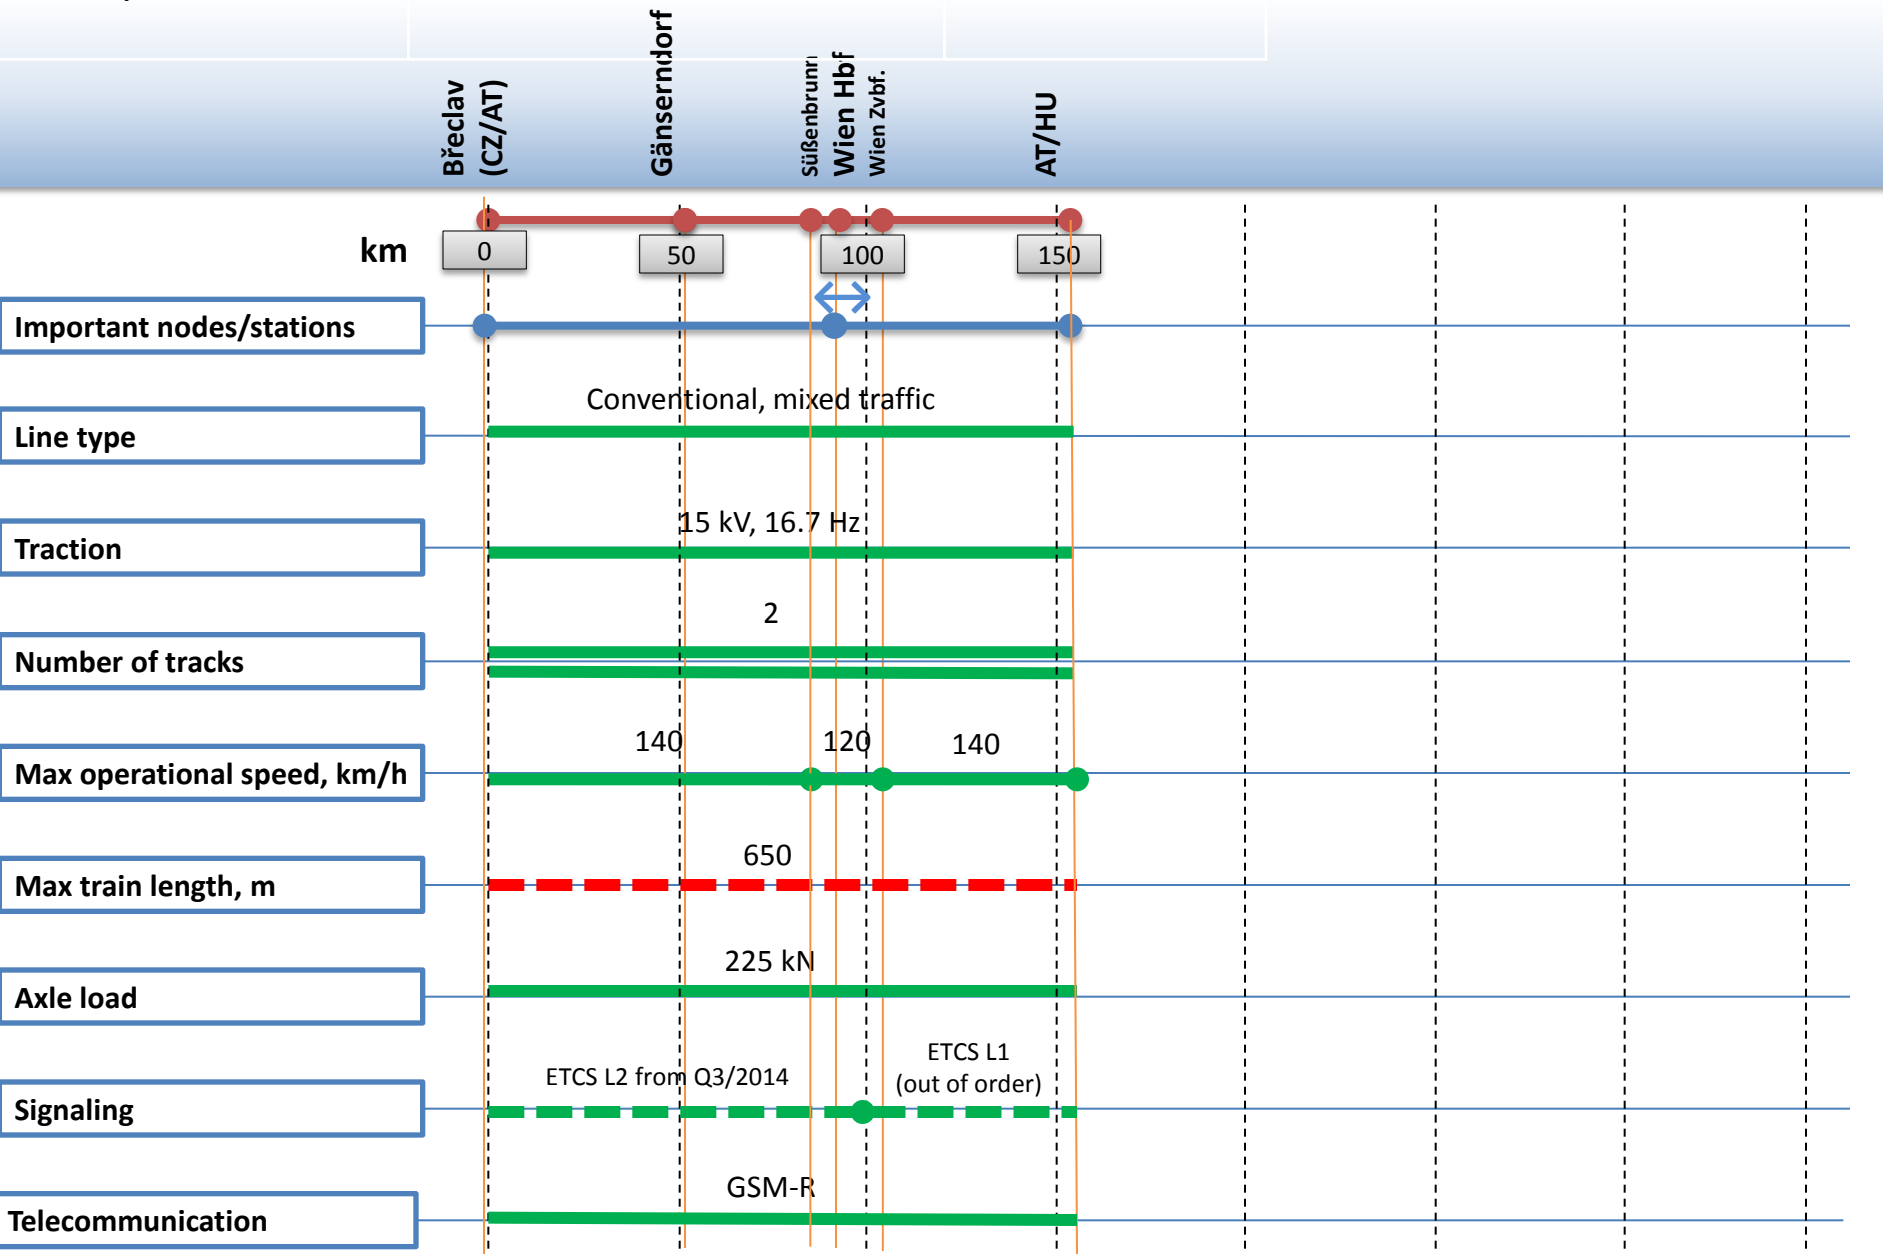 Břeclav
(CZ/AT)
Gänserndorf
Süßenbrunn
Wien Hbf
Wien Zvbf.
AT/HU
km
0
50
100
150
Important nodes/stations
Conventional, mixed traffic
Line type
15 kV, 16.7 Hz
Traction
2
Number of tracks
140
120
140
Max operational speed, km/h
650
Max train length, m
225 kN
Axle load
ETCS L2 from Q3/2014
ETCS L1
(out of order)
Signaling
GSM-R
Telecommunication